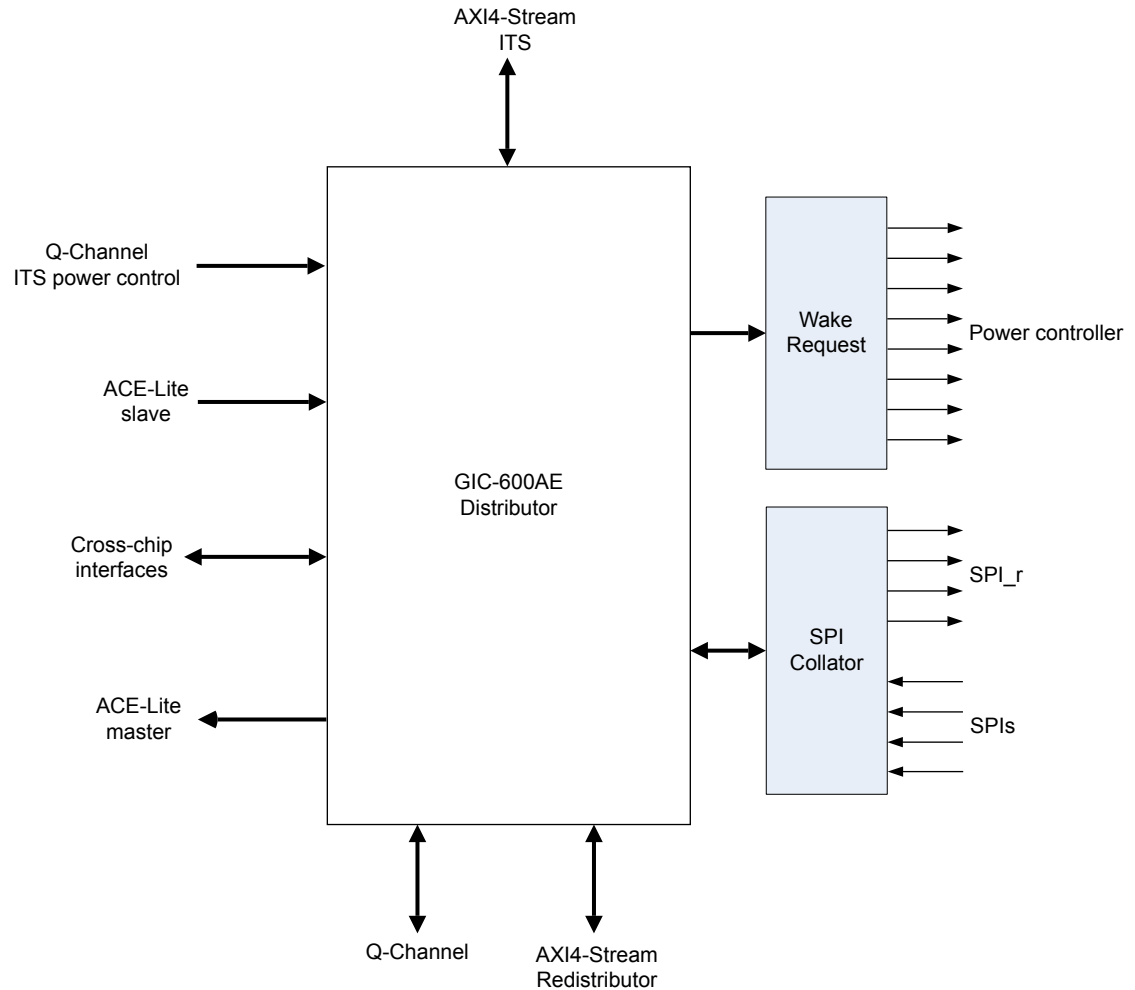 AXI4-Stream
ITS
Q-Channel
ITS power control
ACE-Lite
slave
Cross-chip
interfaces
ACE-Lite
master
GIC-600AE
Distributor
Wake
Request
Power controller
SPI
Collator
SPI_r
SPIs
Q-Channel
AXI4-Stream
Redistributor